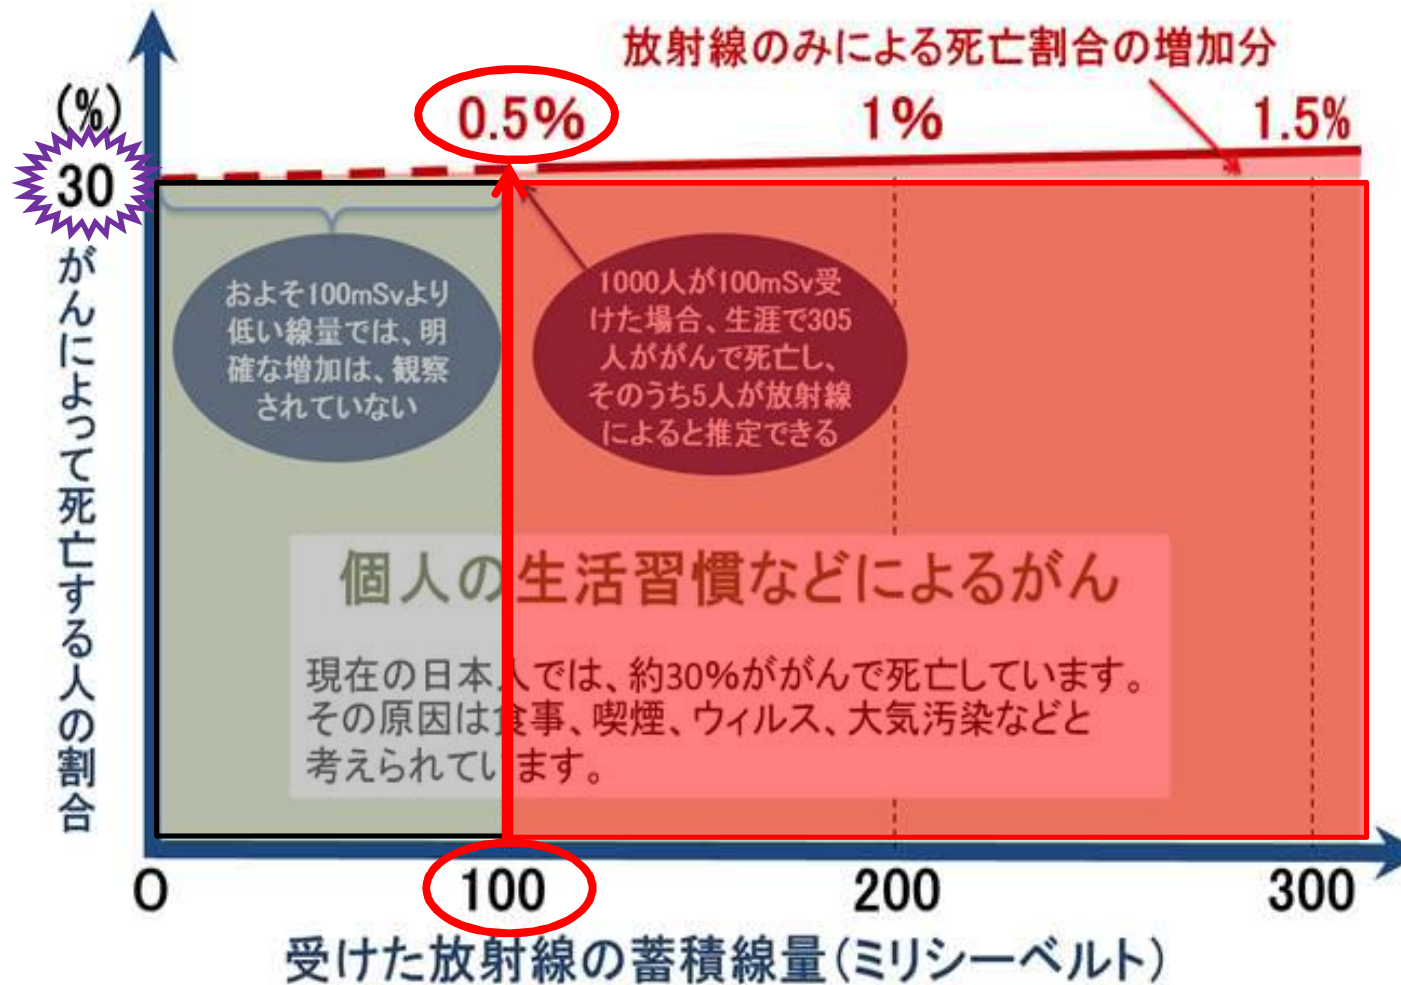 放射線のみによる死亡割合の増加分
(%)
0.5%
1%
1.5%
30
がんによって死亡する人の割合
およそ100mSvより
低い線量では、明
確な増加は、観察
されていない
1000人が100mSv受
けた場合、生涯で305
人ががんで死亡し、
そのうち5人が放射線
によると推定できる
個人の生活習慣などによるがん
現在の日本人では、約30%ががんで死亡しています。
その原因は食事、喫煙、ウィルス、大気汚染などと
考えられています。
0
100
200
300
受けた放射線の蓄積線量(ミリシーベルト)